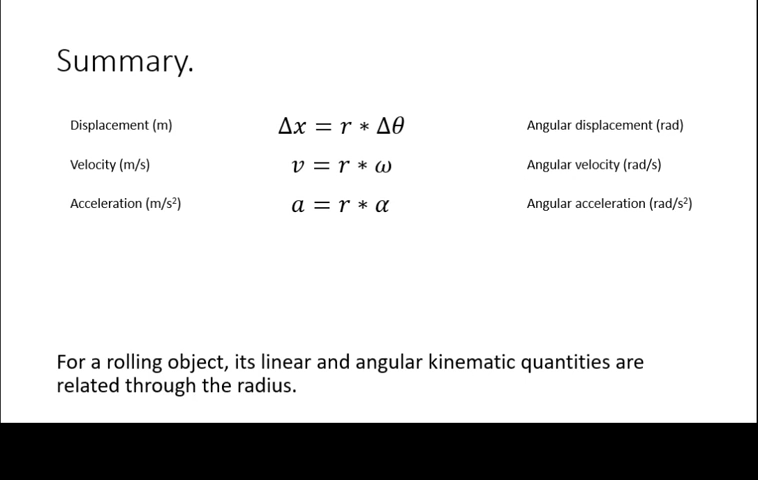 Summary.
Displacement (m) Δx = r * Δθ Angular displacement (rad)
Velocity (m/s) v = r * ω Angular velocity (rad/s)
Acceleration (m/s²) a = r * α Angular acceleration (rad/s²)
For a rolling object, its linear and angular kinematic quantities are
related through the radius.